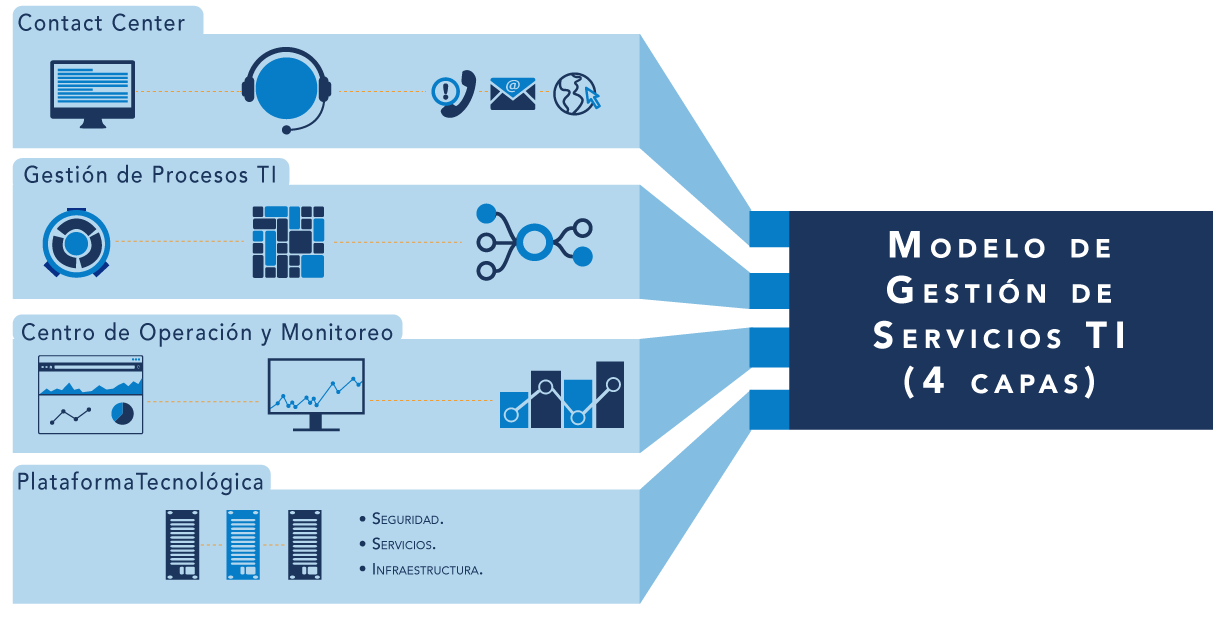 Contact Center
@
!
Gestión de Procesos TI
Centro de Operación y Monitoreo
PlataformaTecnológica
• Seguridad.
• Servicios.
• Infraestructura.
Modelo de
Gestión de
Servicios TI
(4 capas)